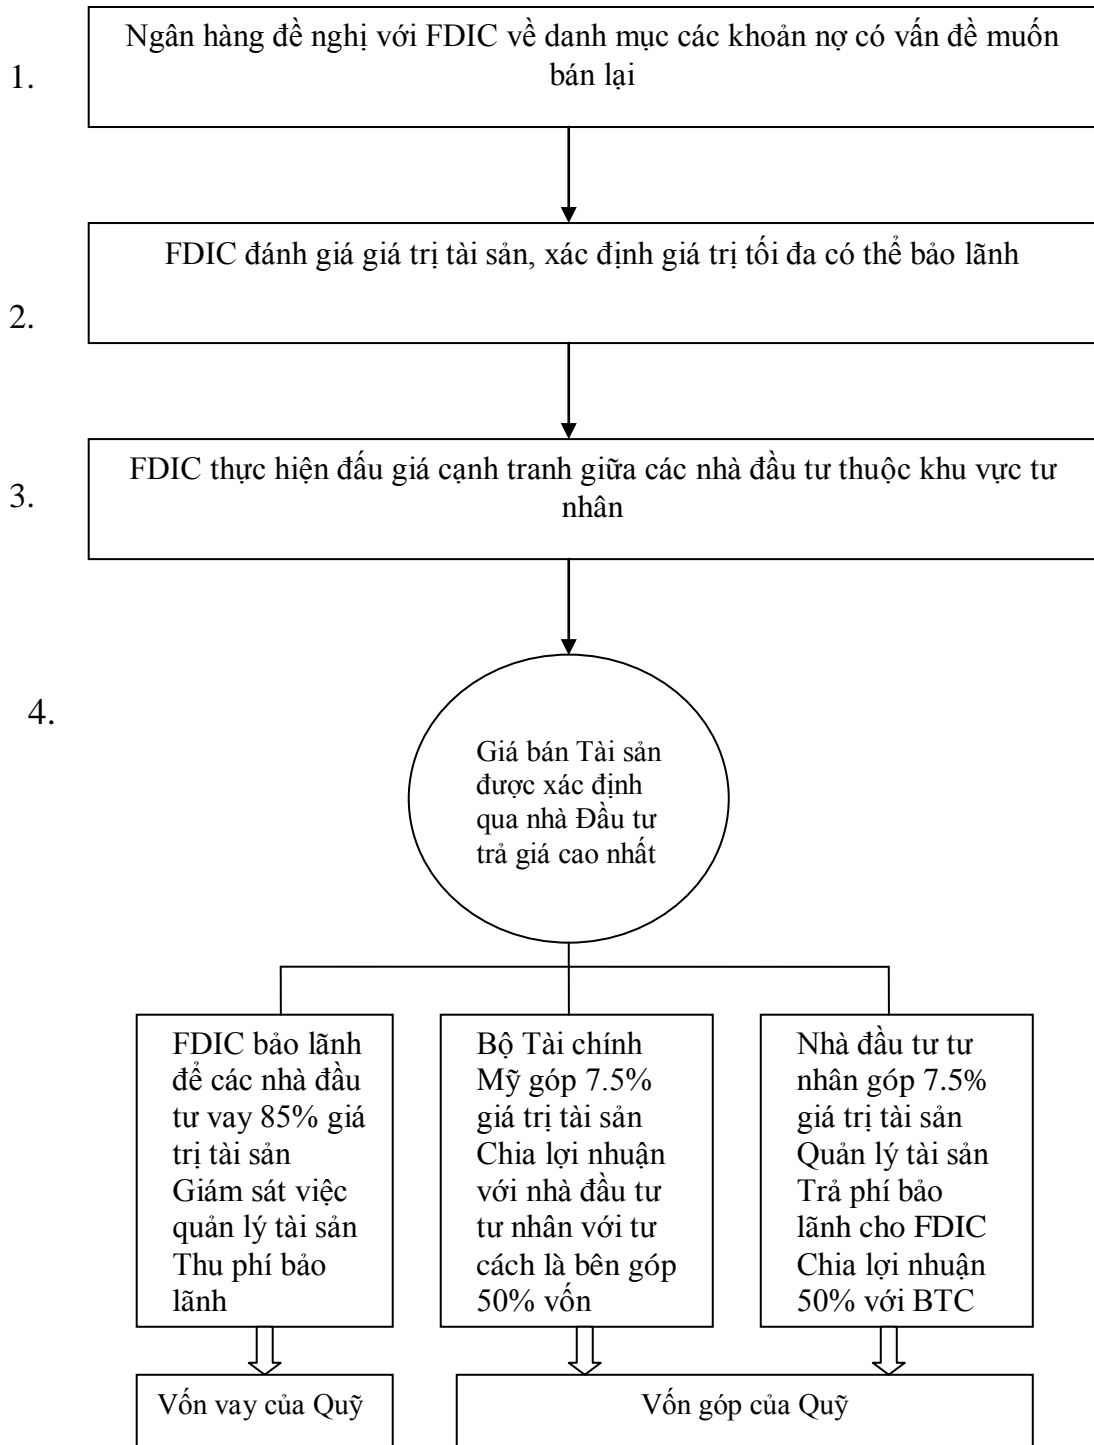 Ngân hàng đề nghị với FDIC về danh mục các khoản nợ có vấn đề muốn
bán lại
1.
FDIC đánh giá giá trị tài sản, xác định giá trị tối đa có thể bảo lãnh
2.
FDIC thực hiện đấu giá cạnh tranh giữa các nhà đầu tư thuộc khu vực tư
nhân
3.
4.
Giá bán Tài sản
được xác định
qua nhà Đầu tư
trả giá cao nhất
FDIC bảo lãnh
để các nhà đầu
tư vay 85% giá
trị tài sản
Giám sát việc
quản lý tài sản
Thu phí bảo
lãnh
Bộ Tài chính
Mỹ góp 7.5%
giá trị tài sản
Chia lợi nhuận
với nhà đầu tư
tư nhân với tư
cách là bên góp
50% vốn
Nhà đầu tư tư
nhân góp 7.5%
giá trị tài sản
Quản lý tài sản
Trả phí bảo
lãnh cho FDIC
Chia lợi nhuận
50% với BTC
Vốn vay của Quỹ
Vốn góp của Quỹ